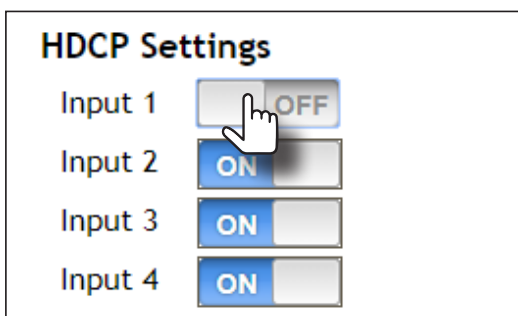 HDCP Settings
Input 1 OFF
Input 2 ON
Input 3 ON
Input 4 ON